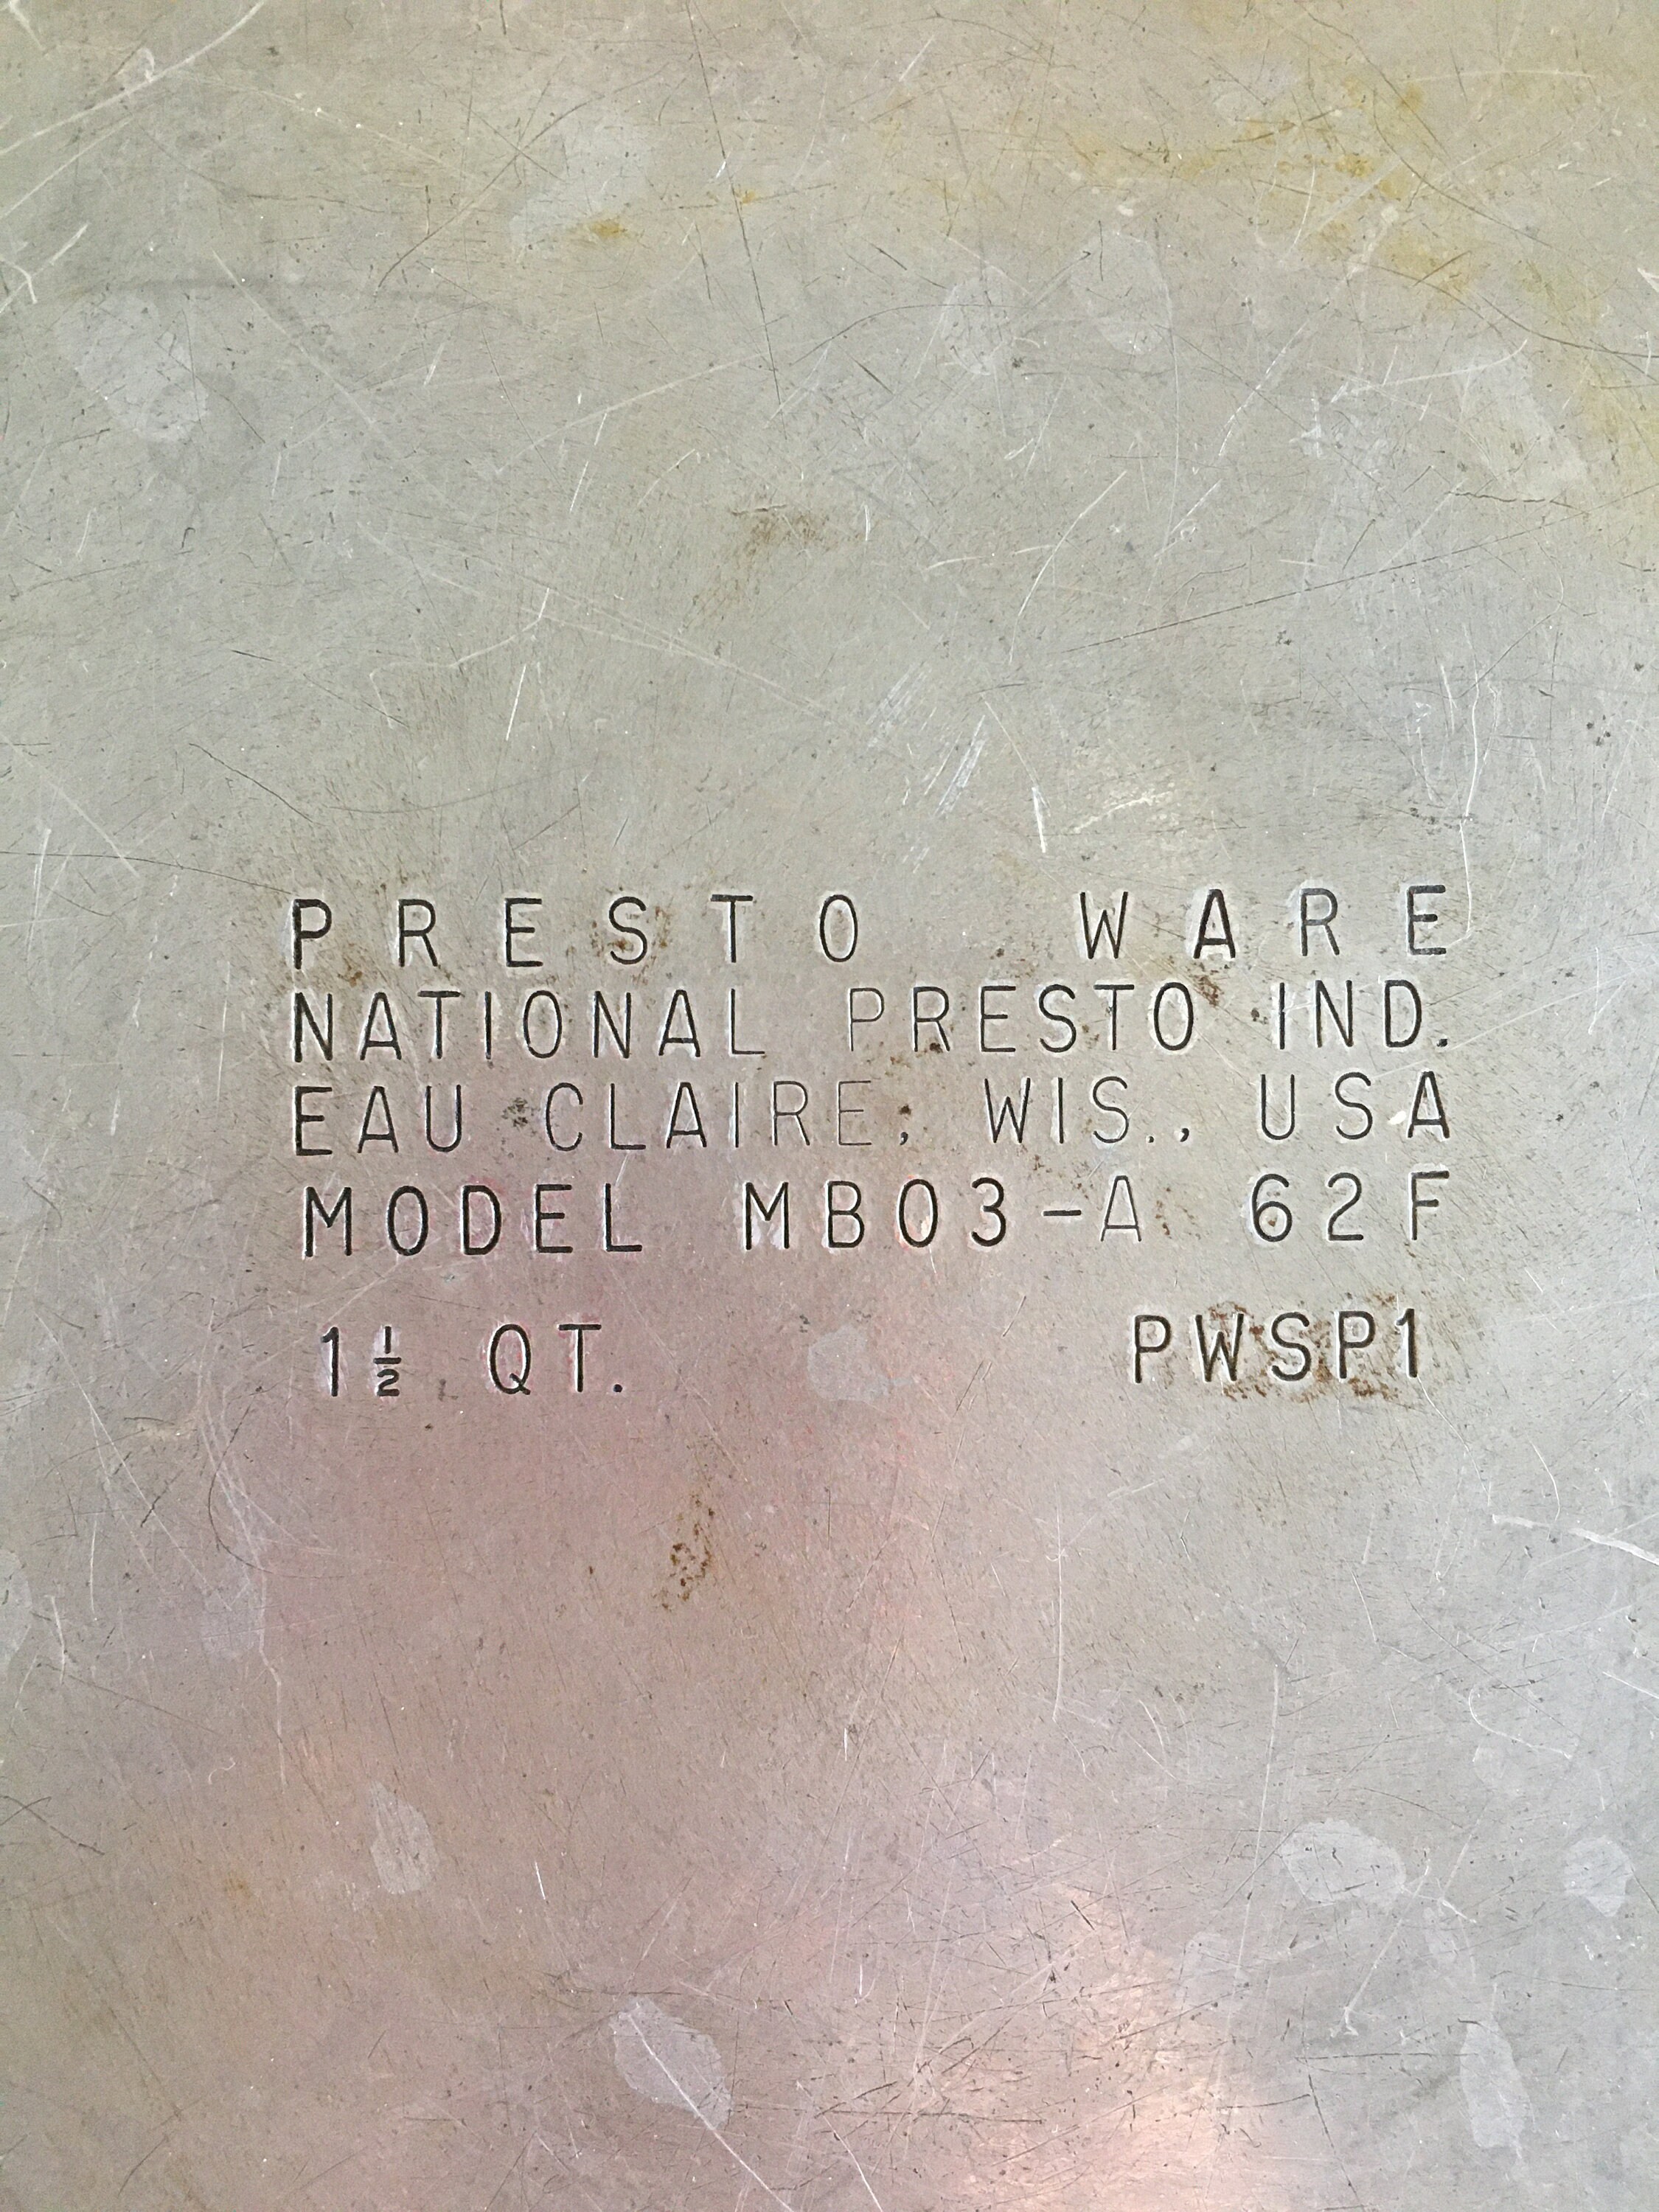 PRESTO WARE
NATIONAL PRESTO IND.
EAU CLAIRE, WIS., USA
MODEL MB03-A 62F
1½ QT. PWSP1